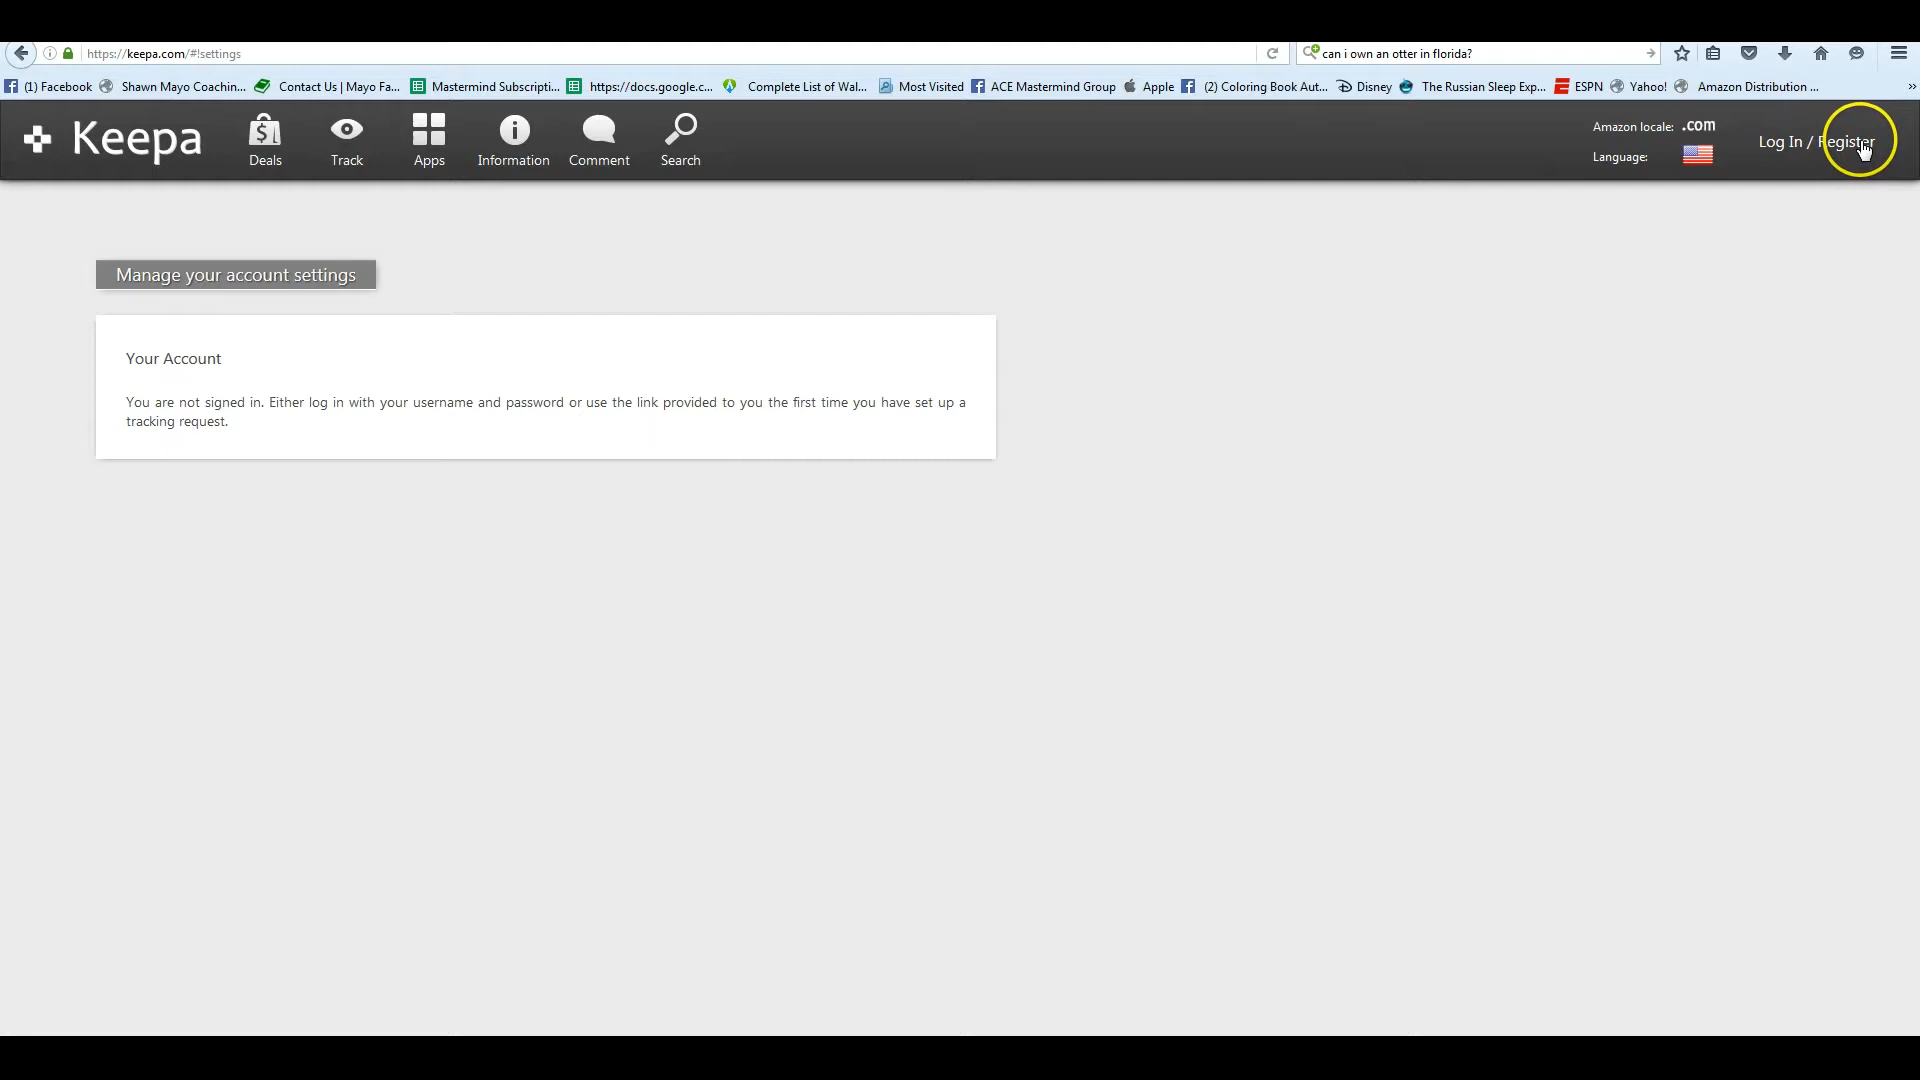 https://keepa.com/#!settings
can i own an otter in florida?
(1) Facebook Shawn Mayo Coachin... Contact Us | Mayo Fa... Mastermind Subscripti... https://docs.google.c... Complete List of Wal... Most Visited ACE Mastermind Group Apple (2) Coloring Book Aut... Disney The Russian Sleep Exp... ESPN Yahoo! Amazon Distribution ... »
Keepa
Deals Track Apps Information Comment Search
Amazon locale: .com
Language:
Log In / Register
Manage your account settings
Your Account
You are not signed in. Either log in with your username and password or use the link provided to you the first time you have set up a
tracking request.